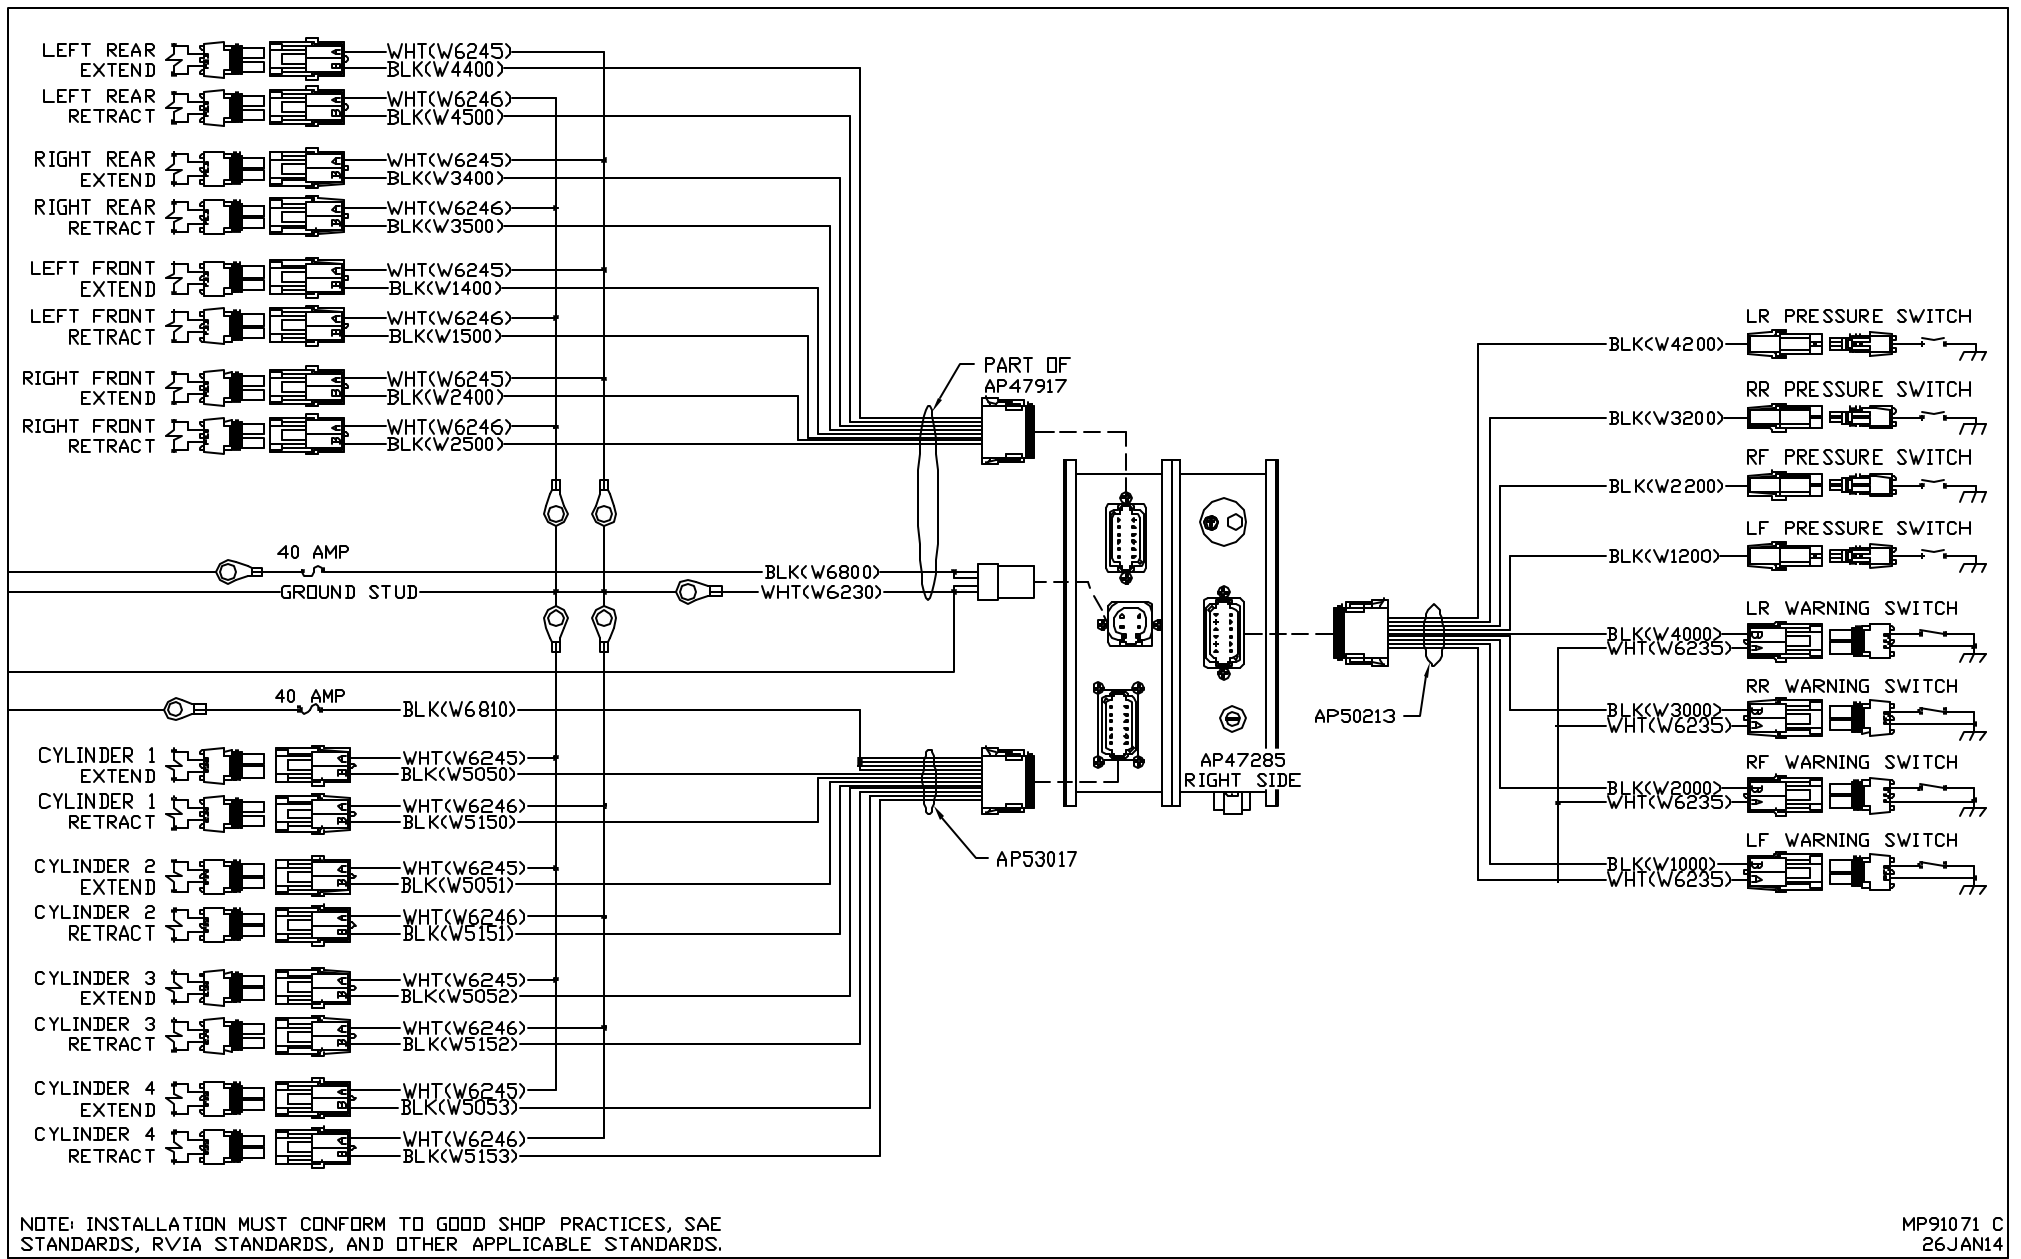 LEFT REAR
EXTEND
WHT(W6245)
BLK(W4400)
LEFT REAR
RETRACT
WHT(W6246)
BLK(W4500)
RIGHT REAR
EXTEND
WHT(W6245)
BLK(W3400)
RIGHT REAR
RETRACT
WHT(W6246)
BLK(W3500)
LEFT FRONT
EXTEND
WHT(W6245)
BLK(W1400)
LEFT FRONT
RETRACT
WHT(W6246)
BLK(W1500)
RIGHT FRONT
EXTEND
WHT(W6245)
BLK(W2400)
RIGHT FRONT
RETRACT
WHT(W6246)
BLK(W2500)
PART OF
AP47917
40 AMP
BLK(W6800)
GROUND STUD
WHT(W6230)
40 AMP
BLK(W6810)
CYLINDER 1
EXTEND
WHT(W6245)
BLK(W5050)
CYLINDER 1
RETRACT
WHT(W6246)
BLK(W5150)
CYLINDER 2
EXTEND
WHT(W6245)
BLK(W5051)
CYLINDER 2
RETRACT
WHT(W6246)
BLK(W5151)
CYLINDER 3
EXTEND
WHT(W6245)
BLK(W5052)
CYLINDER 3
RETRACT
WHT(W6246)
BLK(W5152)
CYLINDER 4
EXTEND
WHT(W6245)
BLK(W5053)
CYLINDER 4
RETRACT
WHT(W6246)
BLK(W5153)
AP53017
AP47285
RIGHT SIDE
AP50213
LR PRESSURE SWITCH
BLK(W4200)
RR PRESSURE SWITCH
BLK(W3200)
RF PRESSURE SWITCH
BLK(W2200)
LF PRESSURE SWITCH
BLK(W1200)
LR WARNING SWITCH
BLK(W4000)
WHT(W6235)
RR WARNING SWITCH
BLK(W3000)
WHT(W6235)
RF WARNING SWITCH
BLK(W2000)
WHT(W6235)
LF WARNING SWITCH
BLK(W1000)
WHT(W6235)
NOTE: INSTALLATION MUST CONFORM TO GOOD SHOP PRACTICES, SAE
STANDARDS, RVIA STANDARDS, AND OTHER APPLICABLE STANDARDS.
MP91071 C
26JAN14